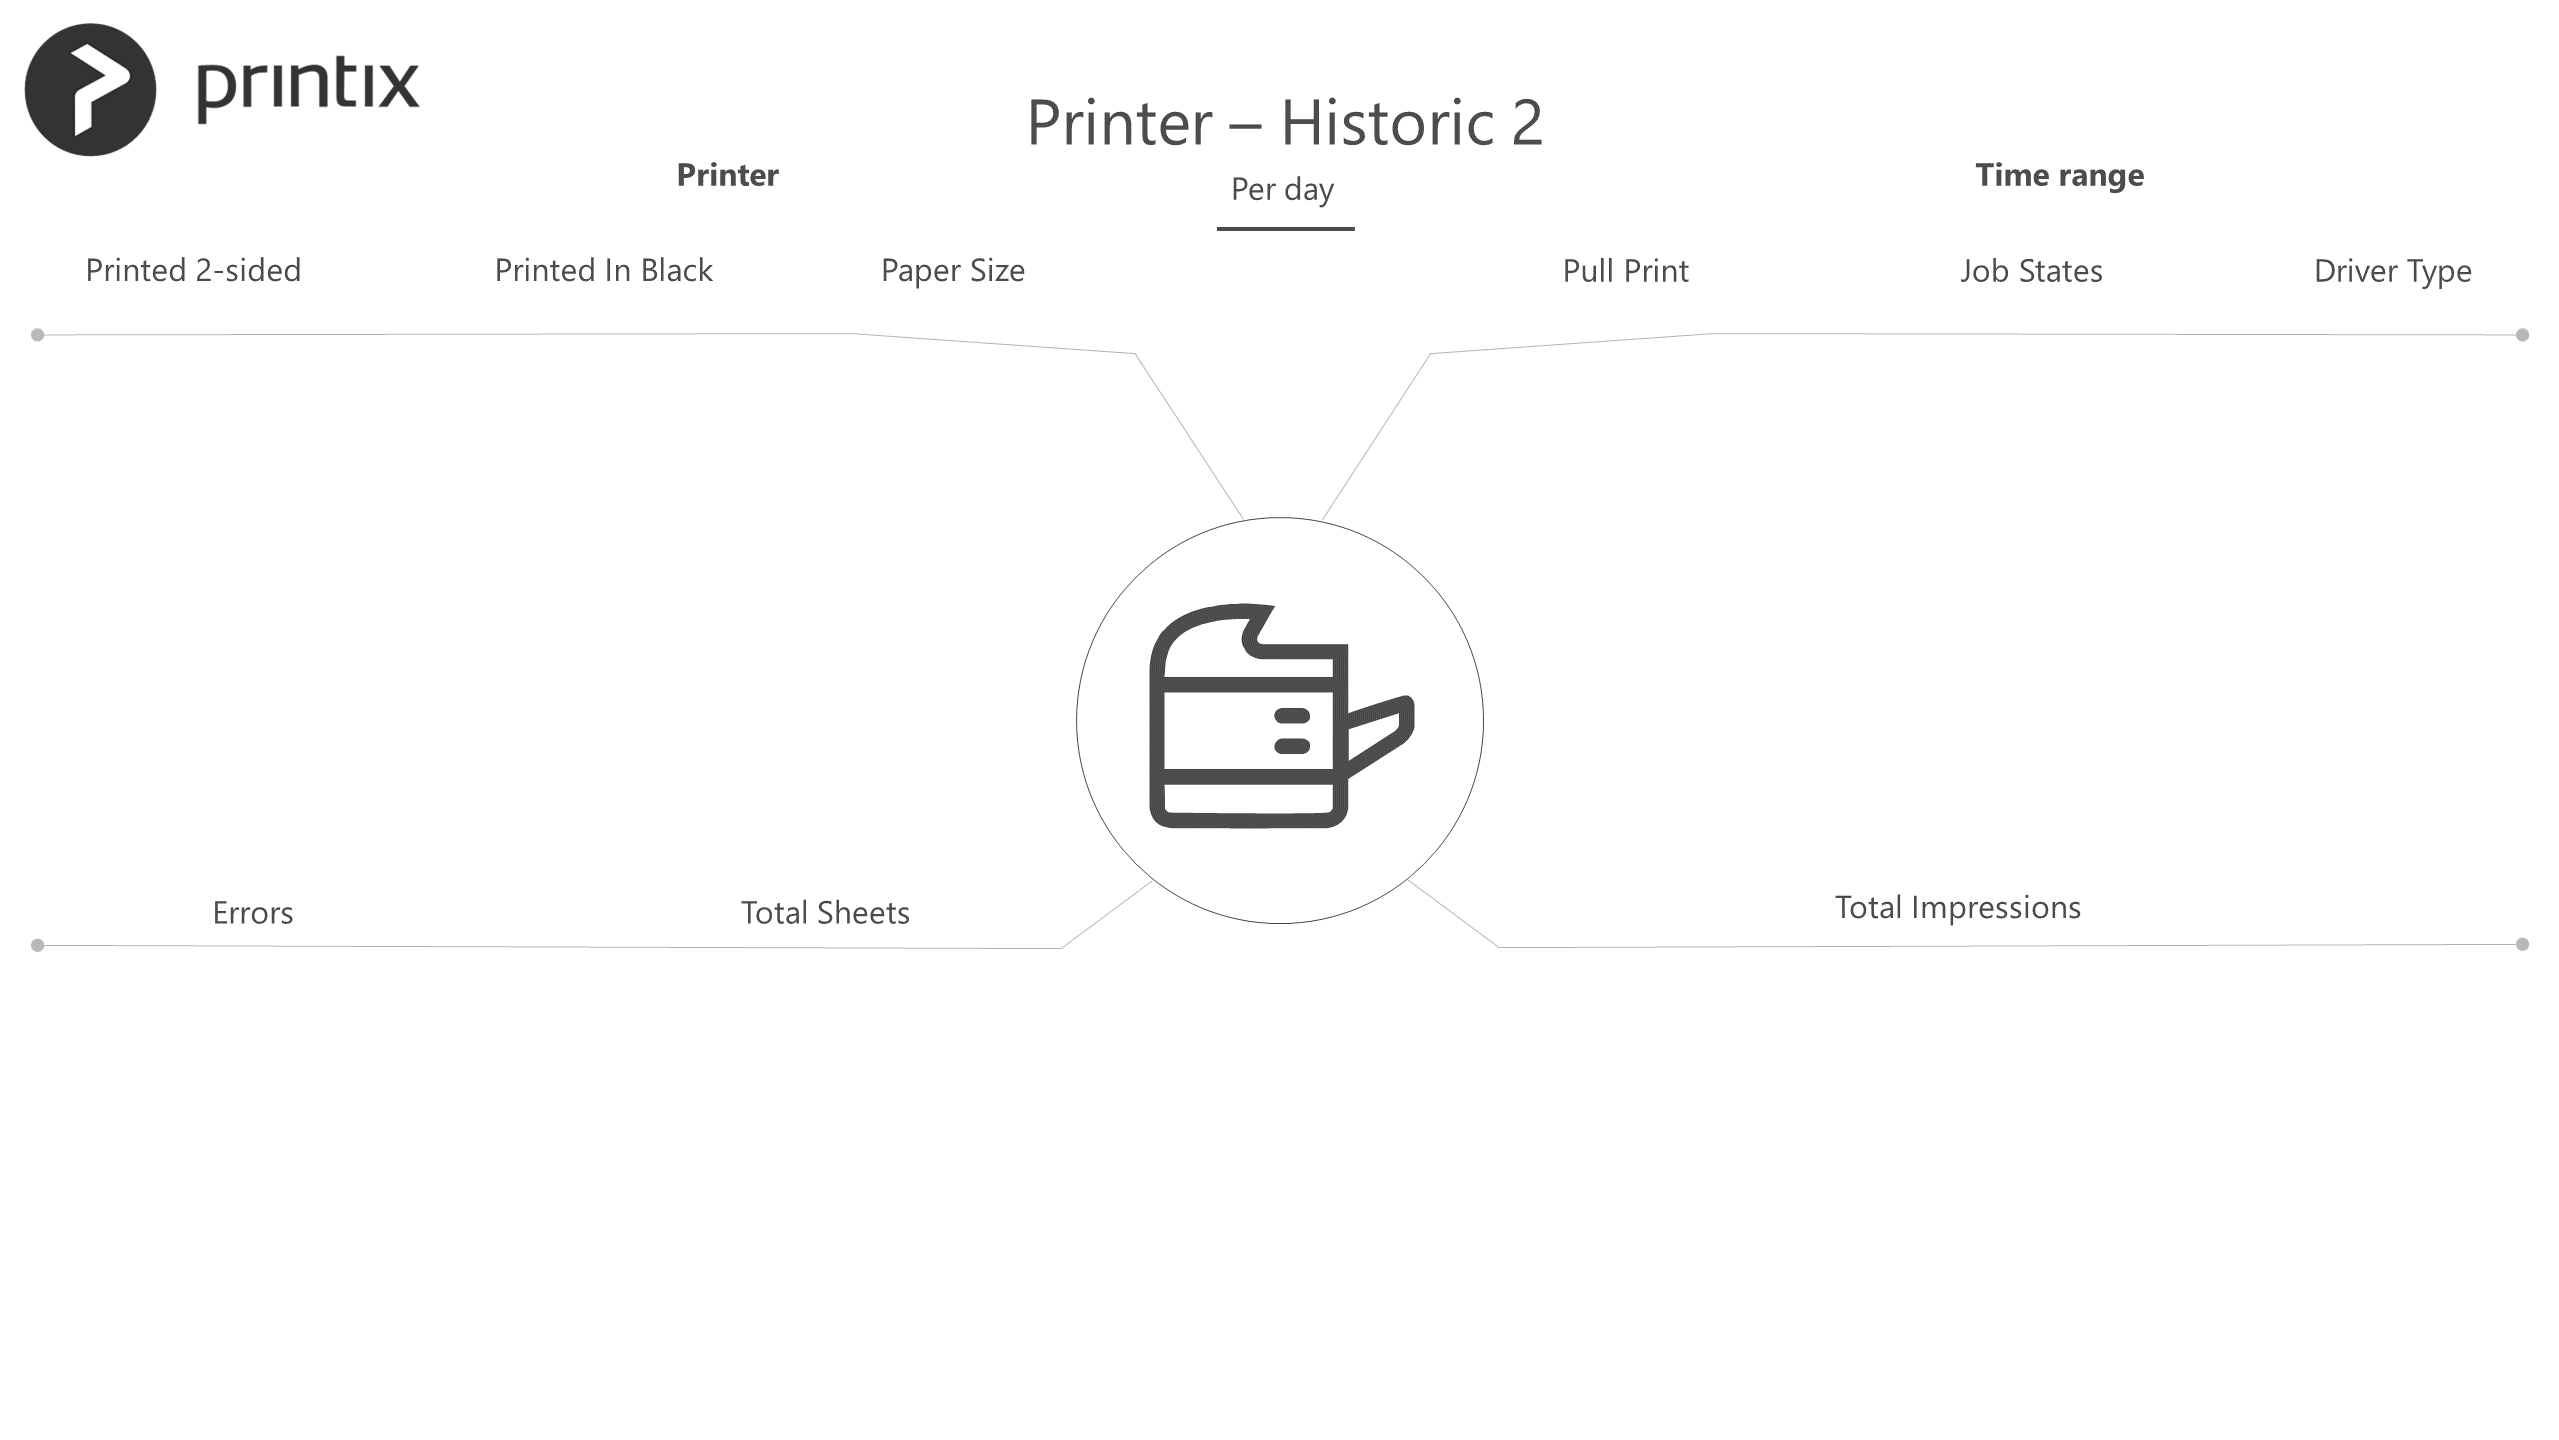 printix
Printer – Historic 2
Printer
Per day
Time range
Printed 2-sided
Printed In Black
Paper Size
Pull Print
Job States
Driver Type
Errors
Total Sheets
Total Impressions